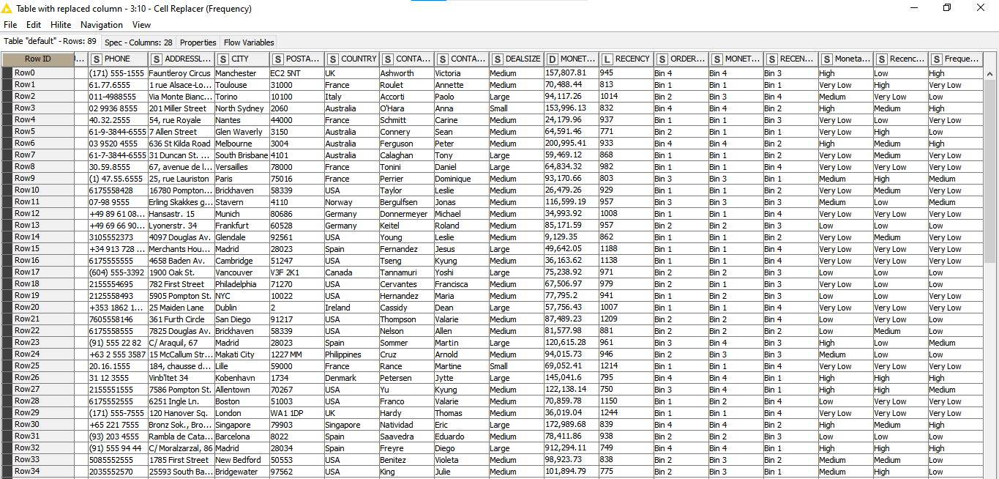 Table with replaced column - 3:10 - Cell Replacer (Frequency)
File Edit Hilite Navigation View
Table "default" - Rows: 89 Spec - Columns: 28 Properties Flow Variables
Row ID ... S PHONE S ADDRESSL... S CITY S POSTA... S COUNTRY S CONTA... S CONTA... S DEALSIZE D MONET... L RECENCY S ORDER... S MONET... S RECEN... S Moneta... S Recenc... S Freque...
Row0 (171) 555-1555 Fauntleroy Circus Manchester EC2 5NT UK Ashworth Victoria Medium 157,807.81 945 Bin 4 Bin 4 Bin 3 High Low High
Row1 61.77.6555 1 rue Alsace-Lo... Toulouse 31000 France Roulet Annette Medium 70,488.44 813 Bin 1 Bin 1 Bin 1 Very Low High Very Low
Row2 011-4988555 Via Monte Bianc... Torino 10100 Italy Accorti Paolo Large 94,117.26 1014 Bin 2 Bin 3 Bin 4 Medium Very Low Low
Row3 02 9936 8555 201 Miller Street North Sydney 2060 Australia O'Hara Anna Small 153,996.13 832 Bin 4 Bin 4 Bin 2 High Medium High
Row4 40.32.2555 54, rue Royale Nantes 44000 France Schmitt Carine Medium 24,179.96 937 Bin 1 Bin 1 Bin 3 Very Low Low Very Low
Row5 61-9-3844-6555 7 Allen Street Glen Waverly 3150 Australia Connery Sean Medium 64,591.46 771 Bin 2 Bin 1 Bin 1 Very Low High Low
Row6 03 9520 4555 636 St Kilda Road Melbourne 3004 Australia Ferguson Peter Medium 200,995.41 933 Bin 4 Bin 4 Bin 2 High Medium High
Row7 61-7-3844-6555 31 Duncan St. ... South Brisbane 4101 Australia Calaghan Tony Large 59,469.12 868 Bin 1 Bin 1 Bin 2 Very Low Medium Very Low
Row8 30.59.8555 67, avenue de l... Versailles 78000 France Tonini Daniel Large 64,834.32 982 Bin 1 Bin 1 Bin 4 Very Low Very Low Very Low
Row9 (1) 47.55.6555 25, rue Lauriston Paris 75016 France Perrier Dominique Medium 93,170.66 803 Bin 3 Bin 3 Bin 1 Medium High Medium
Row10 6175558428 16780 Pompton... Brickhaven 58339 USA Taylor Leslie Medium 26,479.26 929 Bin 1 Bin 1 Bin 2 Very Low Medium Very Low
Row11 07-98 9555 Erling Skakkes g... Stavern 4110 Norway Bergulfsen Jonas Medium 116,599.19 957 Bin 3 Bin 3 Bin 3 Medium Low Medium
Row12 +49 89 61 08... Hansastr. 15 Munich 80686 Germany Donnermeyer Michael Medium 34,993.92 1008 Bin 1 Bin 1 Bin 4 Very Low Very Low Very Low
Row13 +49 69 66 90... Lyonerstr. 34 Frankfurt 60528 Germany Keitel Roland Medium 85,171.59 957 Bin 2 Bin 2 Bin 3 Low Low Low
Row14 3105552373 4097 Douglas Av. Glendale 92561 USA Young Leslie Medium 9,129.35 862 Bin 1 Bin 1 Bin 2 Very Low Medium Very Low
Row15 +34 913 728 ... Merchants Hou... Madrid 28023 Spain Fernandez Jesus Large 49,642.05 1188 Bin 1 Bin 1 Bin 4 Very Low Very Low Very Low
Row16 6175555555 4658 Baden Av. Cambridge 51247 USA Tseng Kyung Medium 36,163.62 1138 Bin 1 Bin 1 Bin 4 Very Low Very Low Very Low
Row17 (604) 555-3392 1900 Oak St. Vancouver V3F 2K1 Canada Tannamuri Yoshi Large 75,238.92 971 Bin 2 Bin 2 Bin 3 Low Low Low
Row18 2155554695 782 First Street Philadelphia 71270 USA Cervantes Francisca Medium 67,506.97 979 Bin 2 Bin 1 Bin 3 Very Low Low Low
Row19 2125558493 5905 Pompton St. NYC 10022 USA Hernandez Maria Medium 77,795.2 941 Bin 1 Bin 2 Bin 3 Low Low Very Low
Row20 +353 1862 1... 25 Maiden Lane Dublin 2 Ireland Cassidy Dean Large 57,756.43 1007 Bin 1 Bin 1 Bin 4 Very Low Very Low Very Low
Row21 7605558146 361 Furth Circle San Diego 91217 USA Thompson Valarie Medium 87,489.23 1209 Bin 2 Bin 2 Bin 4 Low Very Low Low
Row22 6175558555 7825 Douglas Av. Brickhaven 58339 USA Nelson Allen Medium 81,577.98 881 Bin 2 Bin 2 Bin 2 Low Medium Low
Row23 (91) 555 22 82 C/ Araquil, 67 Madrid 28023 Spain Sommer Martin Large 120,615.28 961 Bin 3 Bin 4 Bin 3 High Low Medium
Row24 +63 2 555 3587 15 McCallum Str... Makati City 1227 MM Philippines Cruz Arnold Medium 94,015.73 946 Bin 2 Bin 3 Bin 3 Medium Low Low
Row25 20.16.1555 184, chausse d... Lille 59000 France Rance Martine Small 69,052.41 1214 Bin 1 Bin 1 Bin 4 Very Low Very Low Very Low
Row26 31 12 3555 Vinb'ltet 34 Kobenhavn 1734 Denmark Petersen Jytte Large 145,041.6 795 Bin 4 Bin 4 Bin 1 High High High
Row27 2155551555 7586 Pompton St. Allentown 70267 USA Yu Kyung Medium 122,138.14 750 Bin 3 Bin 4 Bin 1 High High Medium
Row28 6175552555 6251 Ingle Ln. Boston 51003 USA Franco Valarie Medium 70,859.78 1150 Bin 1 Bin 2 Bin 4 Low Very Low Very Low
Row29 (171) 555-7555 120 Hanover Sq. London WA1 1DP UK Hardy Thomas Medium 36,019.04 1244 Bin 1 Bin 1 Bin 4 Very Low Very Low Very Low
Row30 +65 221 7555 Bronz Sok., Bro... Singapore 79903 Singapore Natividad Eric Large 172,989.68 839 Bin 4 Bin 4 Bin 2 High Medium High
Row31 (93) 203 4555 Rambla de Cata... Barcelona 8022 Spain Saavedra Eduardo Medium 78,411.86 938 Bin 2 Bin 2 Bin 3 Low Low Low
Row32 (91) 555 94 44 C/ Moralzarzal, 86 Madrid 28034 Spain Freyre Diego Large 912,294.11 749 Bin 4 Bin 4 Bin 1 High High High
Row33 5085552555 1785 First Street New Bedford 50553 USA Benitez Violeta Medium 98,923.73 838 Bin 2 Bin 3 Bin 2 Medium Medium Low
Row34 2035552570 25593 South Ba... Bridgewater 97562 USA King Julie Medium 101,894.79 775 Bin 2 Bin 3 Bin 1 Medium High Low